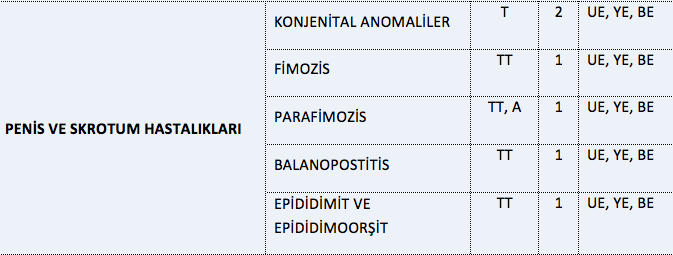 KONJENİTAL ANOMALİLER T 2 UE, YE, BE
FİMOZİS TT 1 UE, YE, BE
PARAFİMOZİS TT, A 1 UE, YE, BE
PENİS VE SKROTUM HASTALIKLARI
BALANOPOSTİTİS TT 1 UE, YE, BE
EPİDİDİMİT VE TT 1 UE, YE, BE
EPİDİDİMOORŞİT